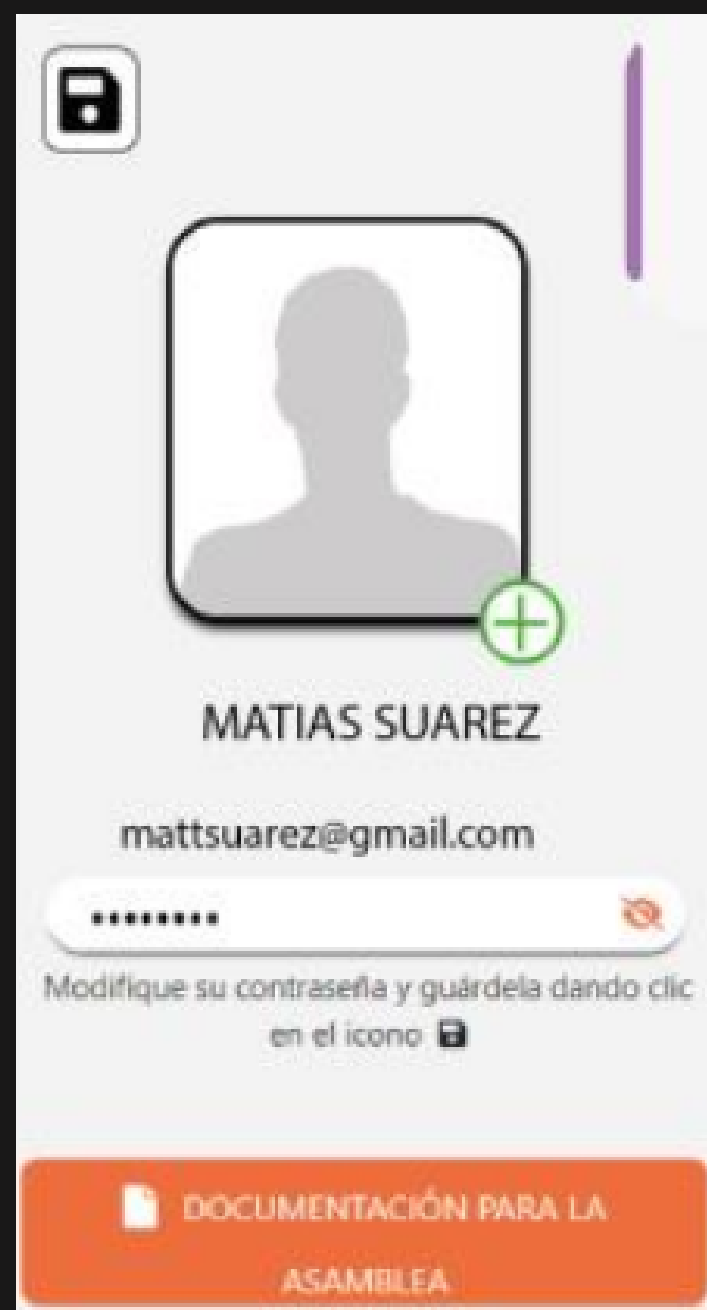 MATIAS SUAREZ
mattsuarez@gmail.com
••••••••
Modifique su contraseña y guárdela dando clic
en el icono
DOCUMENTACIÓN PARA LA
ASAMBLEA